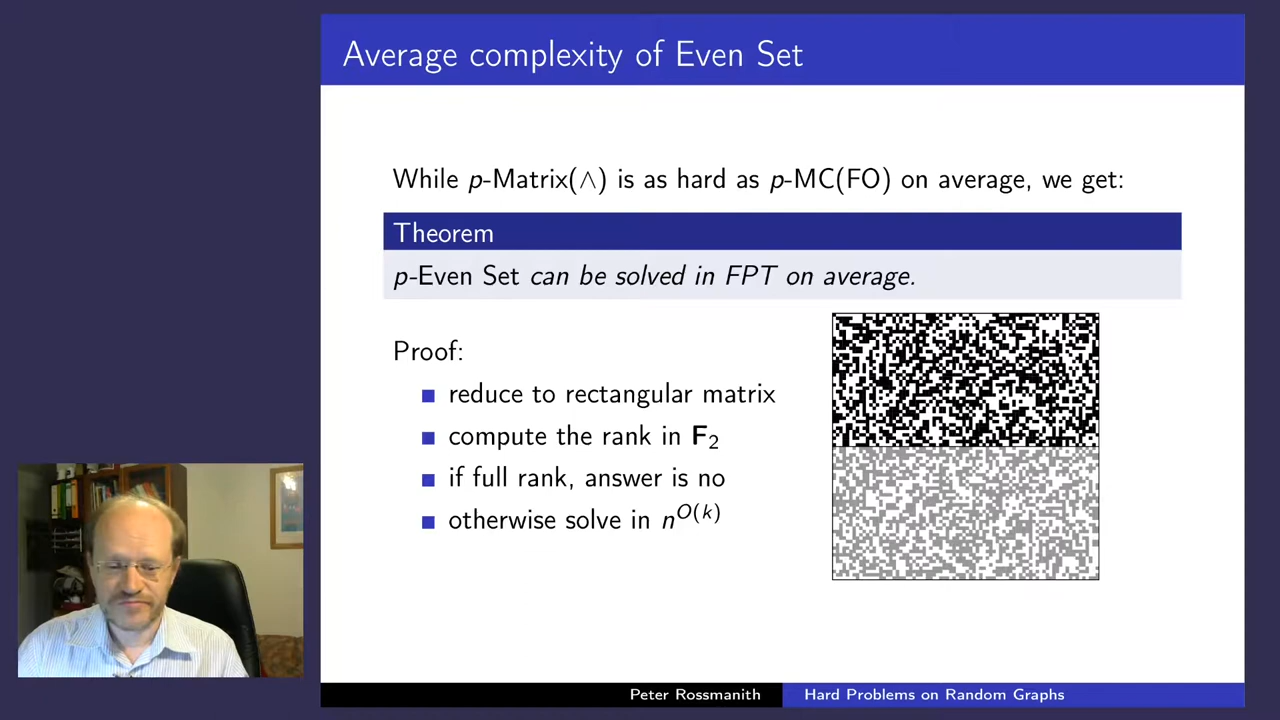 Average complexity of Even Set
While p-Matrix(∧) is as hard as p-MC(FO) on average, we get:
Theorem
p-Even Set can be solved in FPT on average.
Proof:
reduce to rectangular matrix
compute the rank in F₂
if full rank, answer is no
otherwise solve in n^O(k)
Peter Rossmanith
Hard Problems on Random Graphs